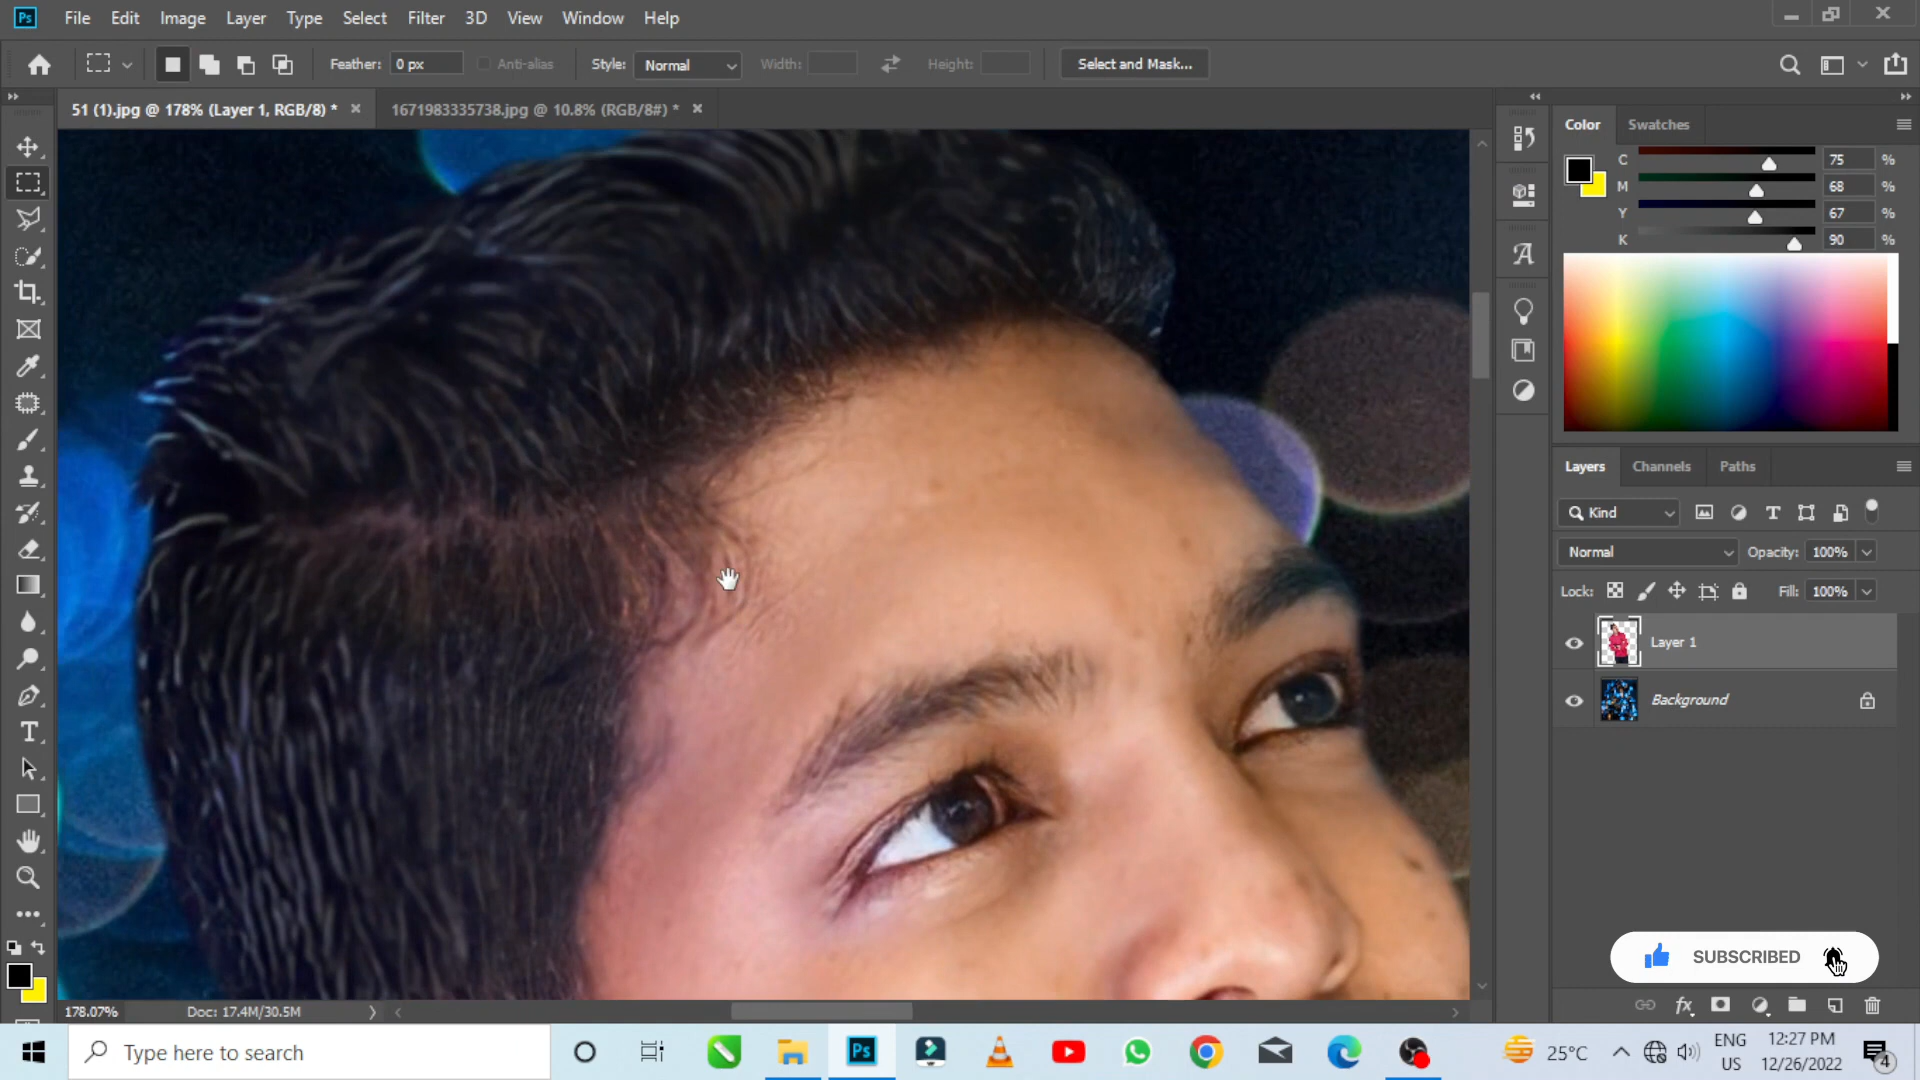 Ps File Edit Image Layer Type Select Filter 3D View Window Help
Feather: 0 px Anti-alias Style: Normal Width: Height: Select and Mask...
51 (1).jpg @ 178% (Layer 1, RGB/8) * 1671983335738.jpg @ 10.8% (RGB/8#) *
Color Swatches
C 75 %
M 68 %
Y 67 %
K 90 %
Layers Channels Paths
Kind
Normal Opacity: 100%
Lock: Fill: 100%
Layer 1
Background
SUBSCRIBED
178.07% Doc: 17.4M/30.5M
Type here to search
Ps
25°C
ENG
US
12:27 PM
12/26/2022
4